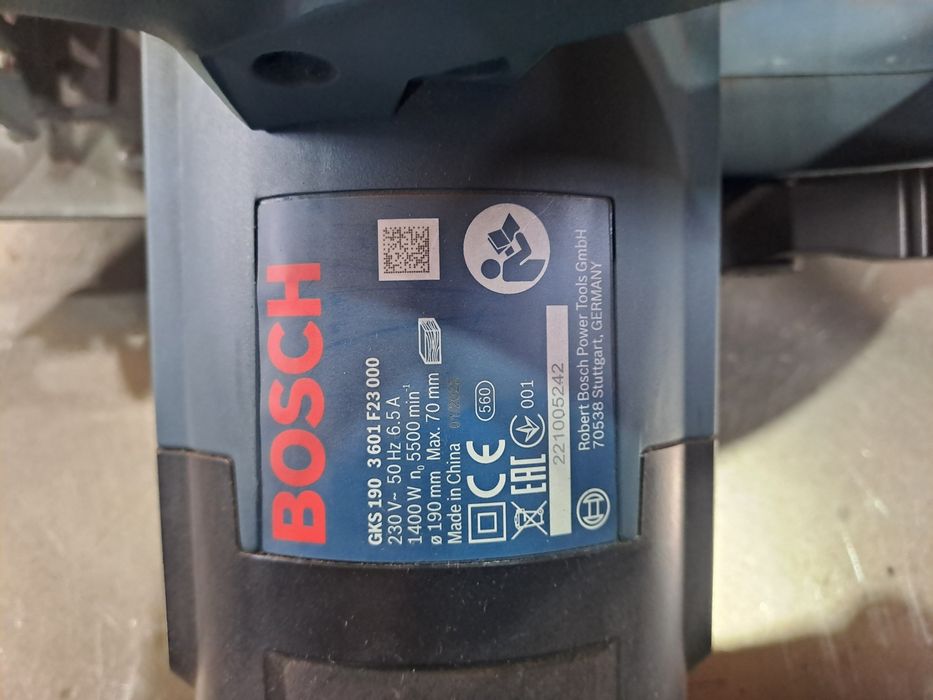 BOSCH
GKS 190 3 601 F23 000
230 V~ 50 Hz 6.5 A
1400 W n₀ 5500 min⁻¹
ø 190 mm Max. 70 mm
Made in China
CE
560
EAC
001
221005242
Robert Bosch Power Tools GmbH
70538 Stuttgart, GERMANY